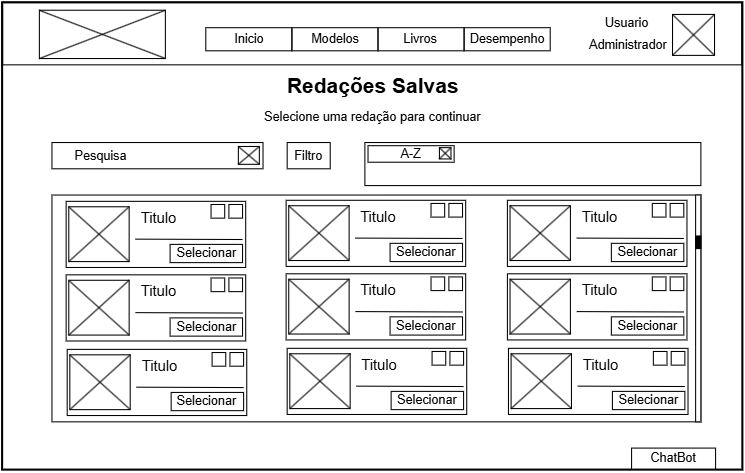 Inicio Modelos Livros Desempenho
Usuario
Administrador
Redações Salvas
Selecione uma redação para continuar
Pesquisa Filtro A-Z
Titulo Titulo Titulo
Selecionar Selecionar Selecionar
Titulo Titulo Titulo
Selecionar Selecionar Selecionar
Titulo Titulo Titulo
Selecionar Selecionar Selecionar
ChatBot